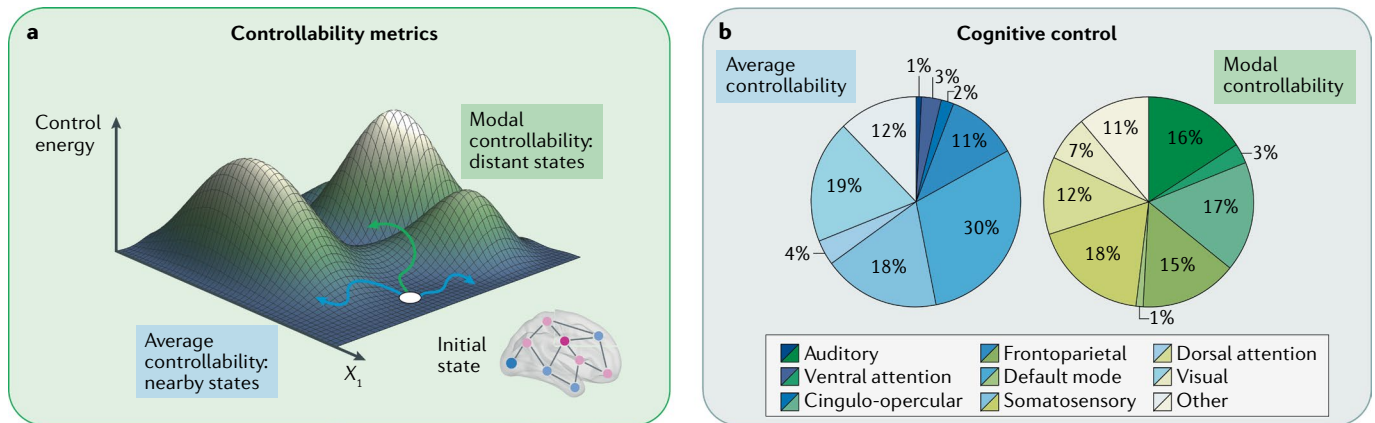 a
Controllability metrics
Control
energy
Modal
controllability:
distant states
Average
controllability:
nearby states
X1
Initial
state
b
Cognitive control
Average
controllability
Modal
controllability
1%
3%
2%
11%
30%
18%
4%
19%
12%
16%
3%
17%
15%
1%
18%
12%
7%
11%
Auditory
Frontoparietal
Dorsal attention
Ventral attention
Default mode
Visual
Cingulo-opercular
Somatosensory
Other